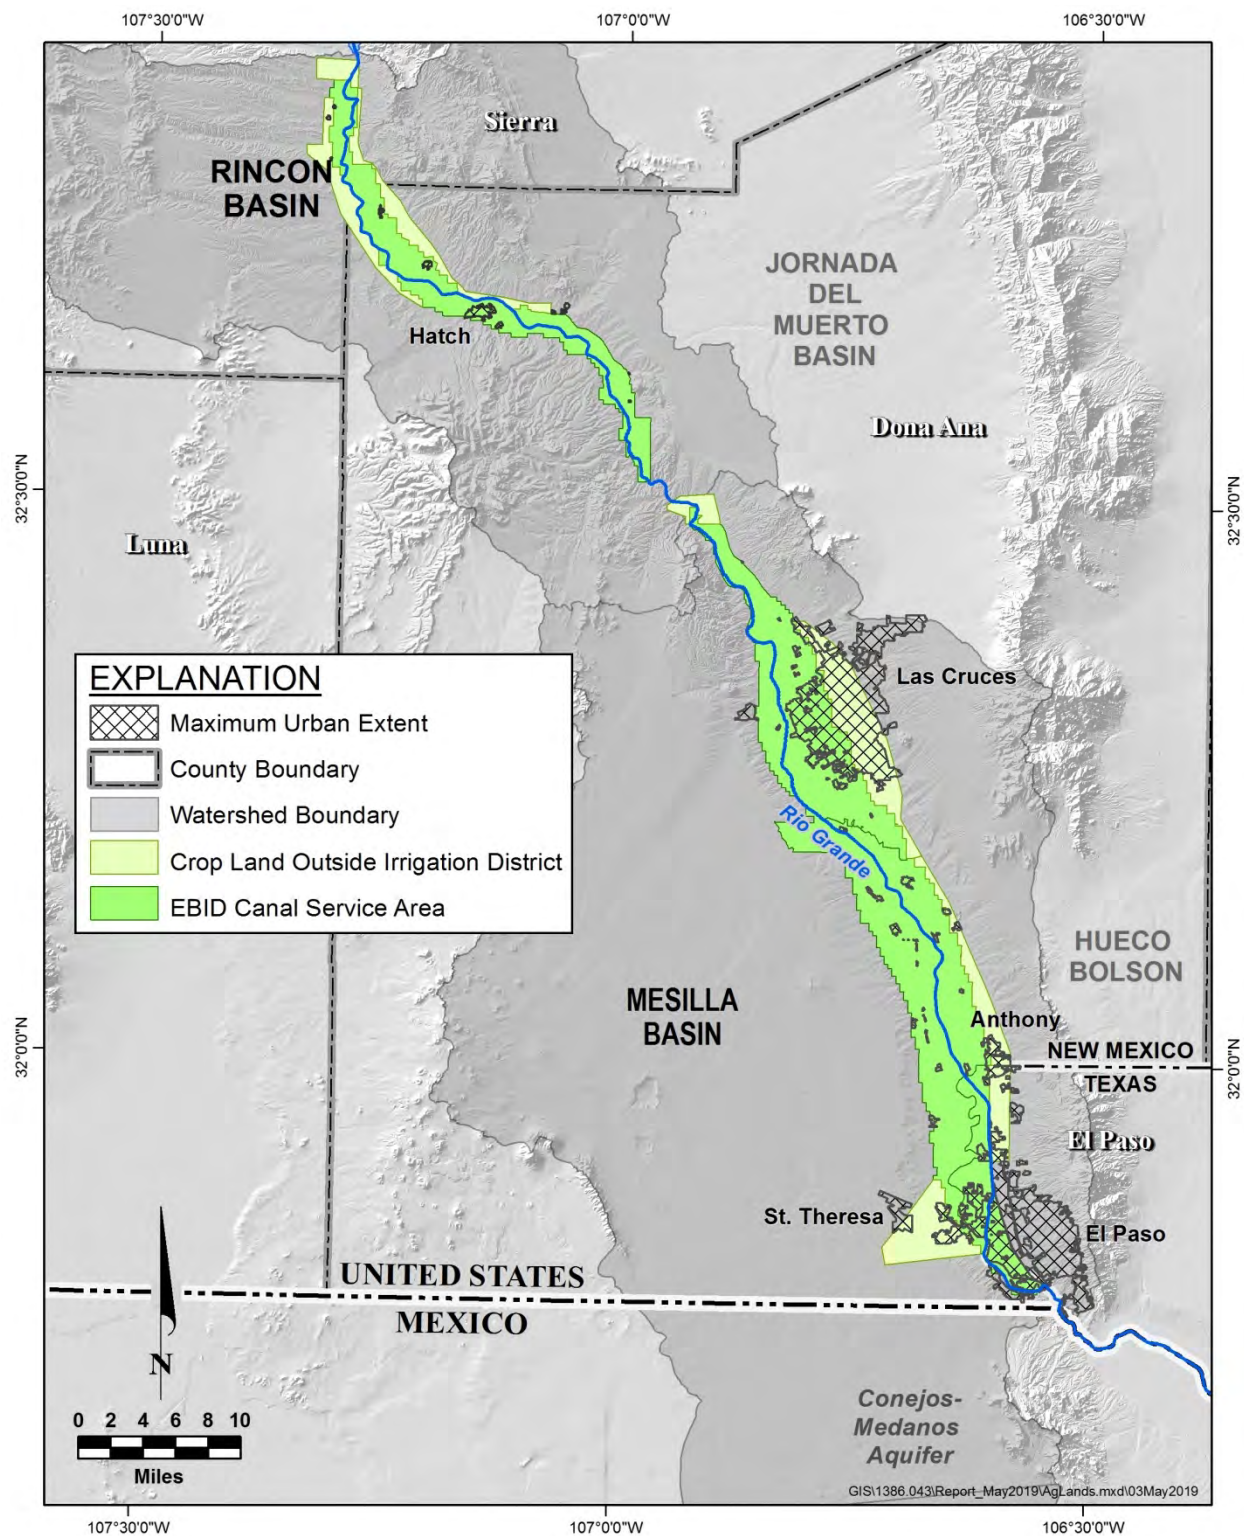 107°30'0"W
107°0'0"W
106°30'0"W
Sierra
RINCON
BASIN
JORNADA
DEL
MUERTO
BASIN
Hatch
Dona Ana
32°30'0"N
32°30'0"N
Luna
EXPLANATION
Maximum Urban Extent
County Boundary
Watershed Boundary
Crop Land Outside Irrigation District
EBID Canal Service Area
Las Cruces
Rio Grande
HUECO
BOLSON
MESILLA
BASIN
Anthony
32°0'0"N
NEW MEXICO
TEXAS
32°0'0"N
El Paso
St. Theresa
El Paso
UNITED STATES
MEXICO
N
0 2 4 6 8 10
Miles
Conejos-
Medanos
Aquifer
GIS\1386.043\Report_May2019\AgLands.mxd\03May2019
107°30'0"W
107°0'0"W
106°30'0"W